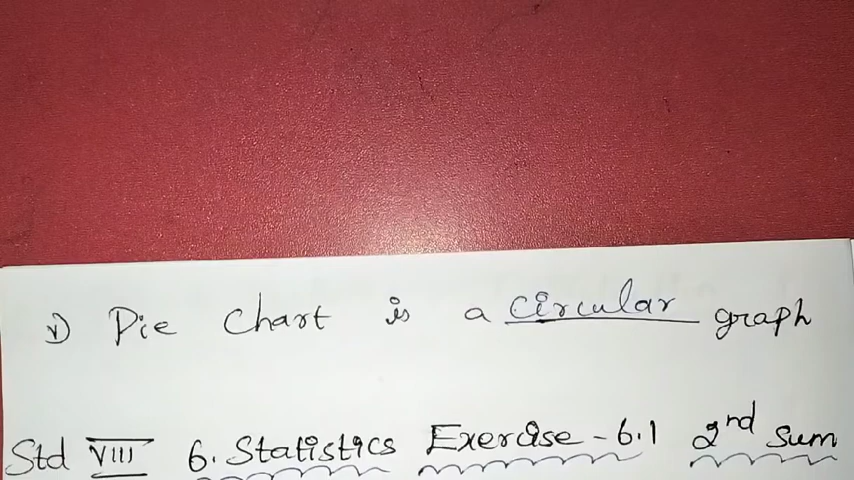 v) Pie Chart is a circular graph
Std VIII 6. Statistics Exercise - 6.1 2nd Sum